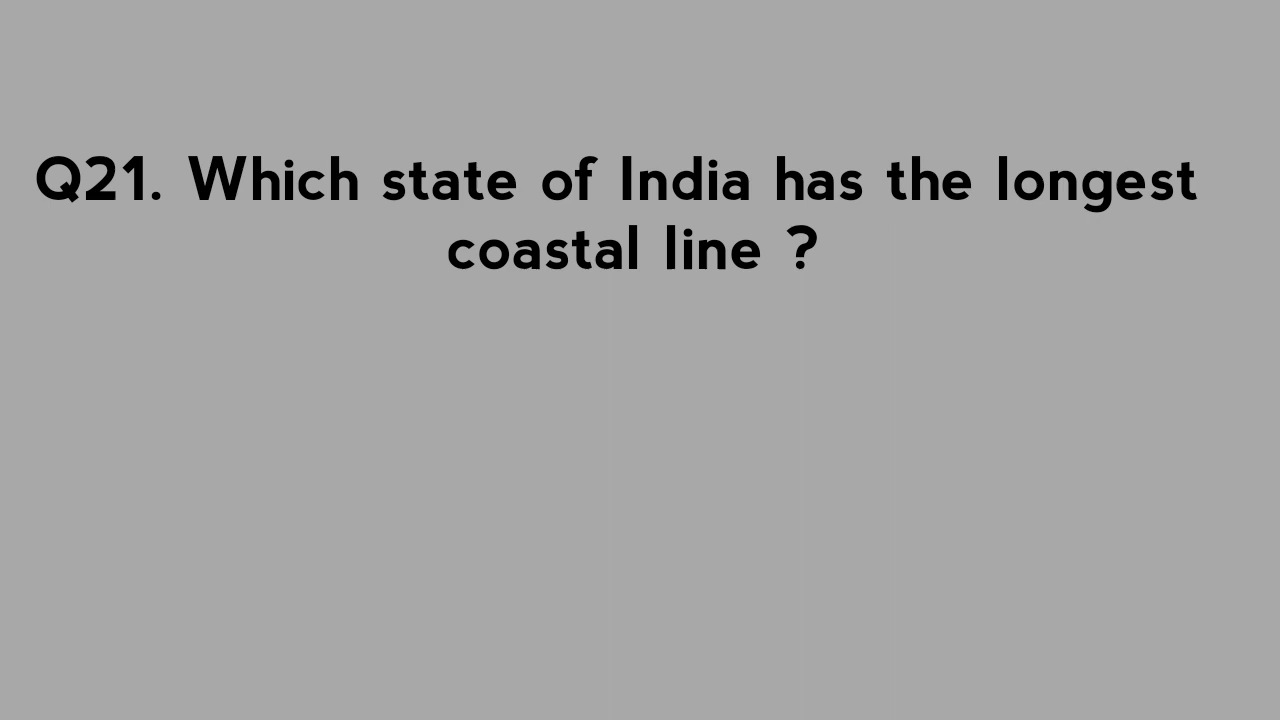 Q21. Which state of India has the longest
coastal line ?